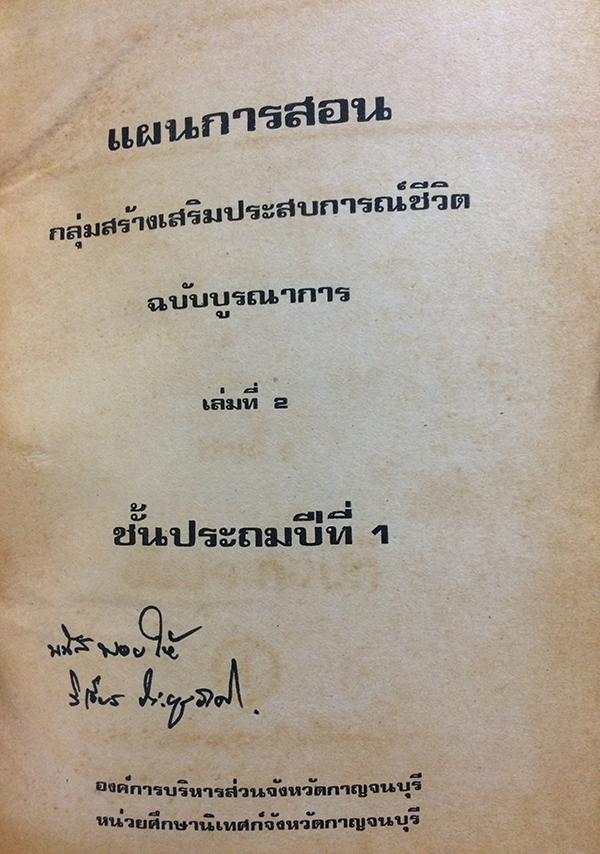 แผนการสอน
กลุ่มสร้างเสริมประสบการณ์ชีวิต
ฉบับบูรณาการ
เล่มที่ 2
ชั้นประถมปีที่ 1
ให้
องค์การบริหารส่วนจังหวัดกาญจนบุรี
หน่วยศึกษานิเทศก์จังหวัดกาญจนบุรี